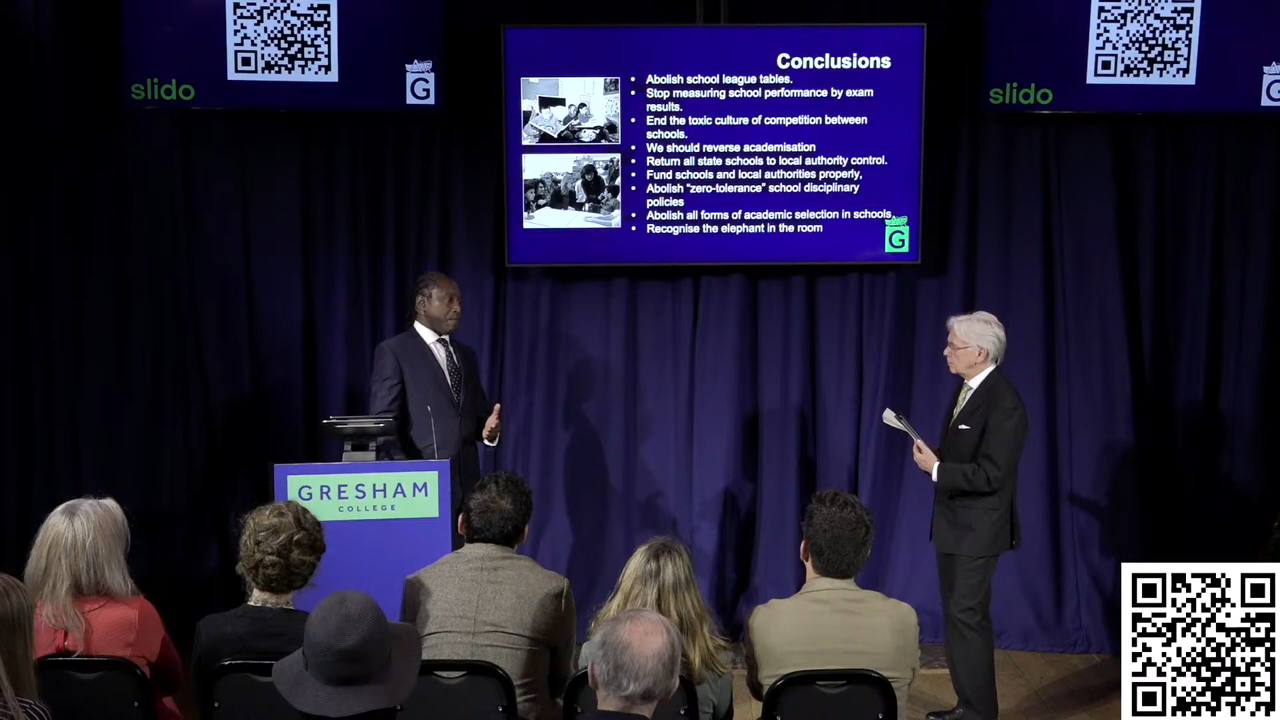 slido
G
Conclusions
• Abolish school league tables.
• Stop measuring school performance by exam
results.
• End the toxic culture of competition between
schools.
• We should reverse academisation
• Return all state schools to local authority control.
• Fund schools and local authorities properly,
• Abolish “zero-tolerance” school disciplinary
policies
• Abolish all forms of academic selection in schools.
• Recognise the elephant in the room
G
slido
G
GRESHAM
COLLEGE